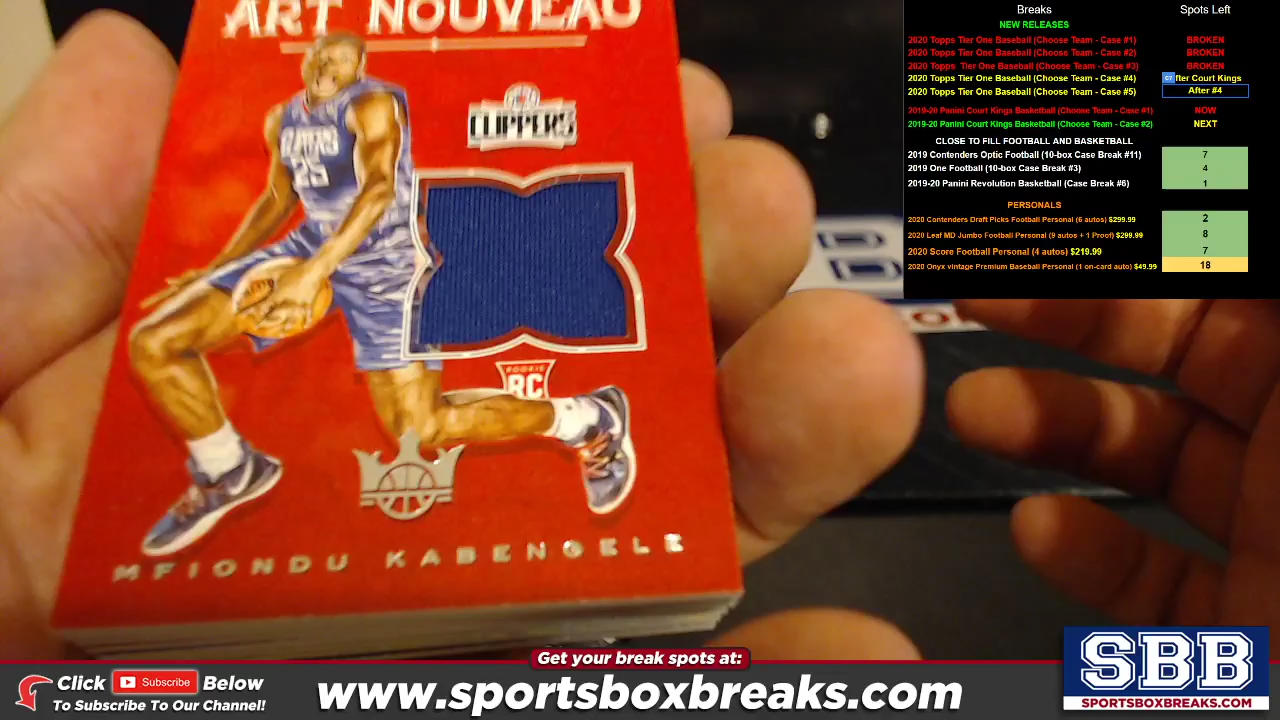 ART NOUVEAU
CLIPPERS
25
ROOKIE
RC
MFIONDU KABENGELE
Breaks Spots Left
NEW RELEASES
2020 Topps Tier One Baseball (Choose Team - Case #1) BROKEN
2020 Topps Tier One Baseball (Choose Team - Case #2) BROKEN
2020 Topps Tier One Baseball (Choose Team - Case #3) BROKEN
2020 Topps Tier One Baseball (Choose Team - Case #4) fter Court Kings
2020 Topps Tier One Baseball (Choose Team - Case #5) After #4
2019-20 Panini Court Kings Basketball (Choose Team - Case #1) NOW
2019-20 Panini Court Kings Basketball (Choose Team - Case #2) NEXT
CLOSE TO FILL FOOTBALL AND BASKETBALL
2019 Contenders Optic Football (10-box Case Break #11) 7
2019 One Football (10-box Case Break #3) 4
2019-20 Panini Revolution Basketball (Case Break #6) 1
PERSONALS
2020 Contenders Draft Picks Football Personal (6 autos) $299.99 2
2020 Leaf MD Jumbo Football Personal (9 autos + 1 Proof) $299.99 8
2020 Score Football Personal (4 autos) $219.99 7
2020 Onyx vintage Premium Baseball Personal (1 on-card auto) $49.99 18
Get your break spots at:
Click Subscribe Below
To Subscribe To Our Channel!
www.sportsboxbreaks.com
SBB
SPORTSBOXBREAKS.COM